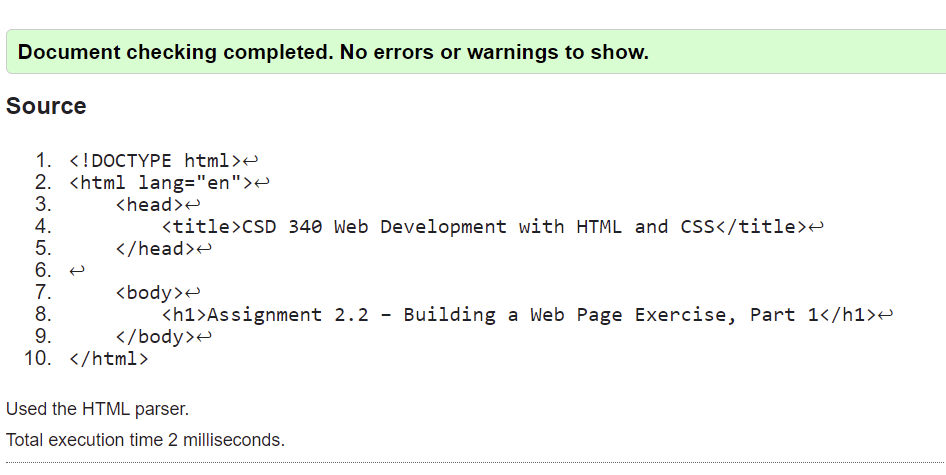 Document checking completed. No errors or warnings to show.
Source
1. <!DOCTYPE html>↩
2. <html lang="en">↩
3.     <head>↩
4.         <title>CSD 340 Web Development with HTML and CSS</title>↩
5.     </head>↩
6. ↩
7.     <body>↩
8.         <h1>Assignment 2.2 – Building a Web Page Exercise, Part 1</h1>↩
9.     </body>↩
10. </html>
Used the HTML parser.
Total execution time 2 milliseconds.